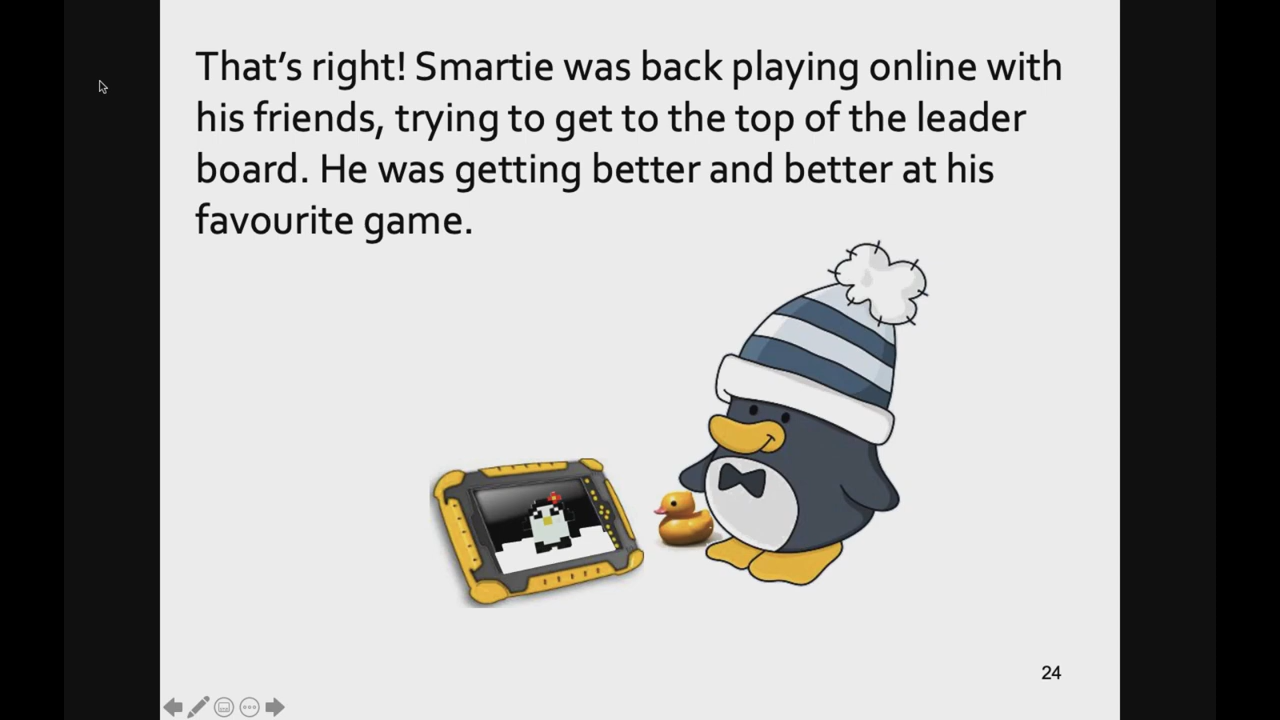 That’s right! Smartie was back playing online with
his friends, trying to get to the top of the leader
board. He was getting better and better at his
favourite game.
24